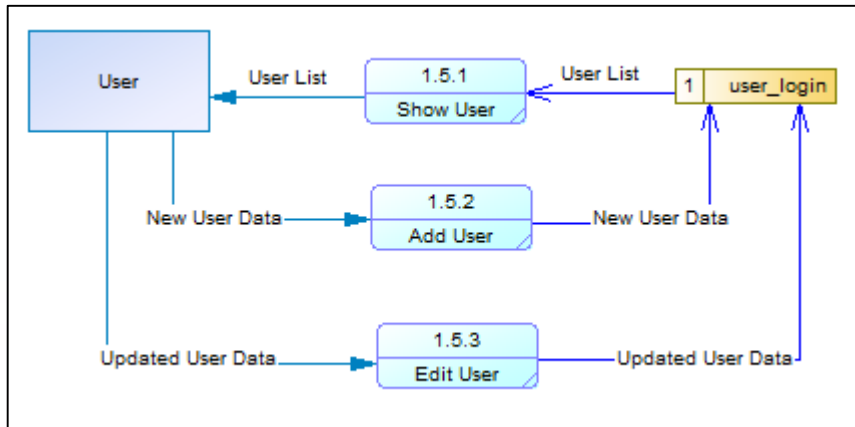 User
User List
1.5.1
Show User
User List
1
user_login
New User Data
1.5.2
Add User
New User Data
Updated User Data
1.5.3
Edit User
Updated User Data